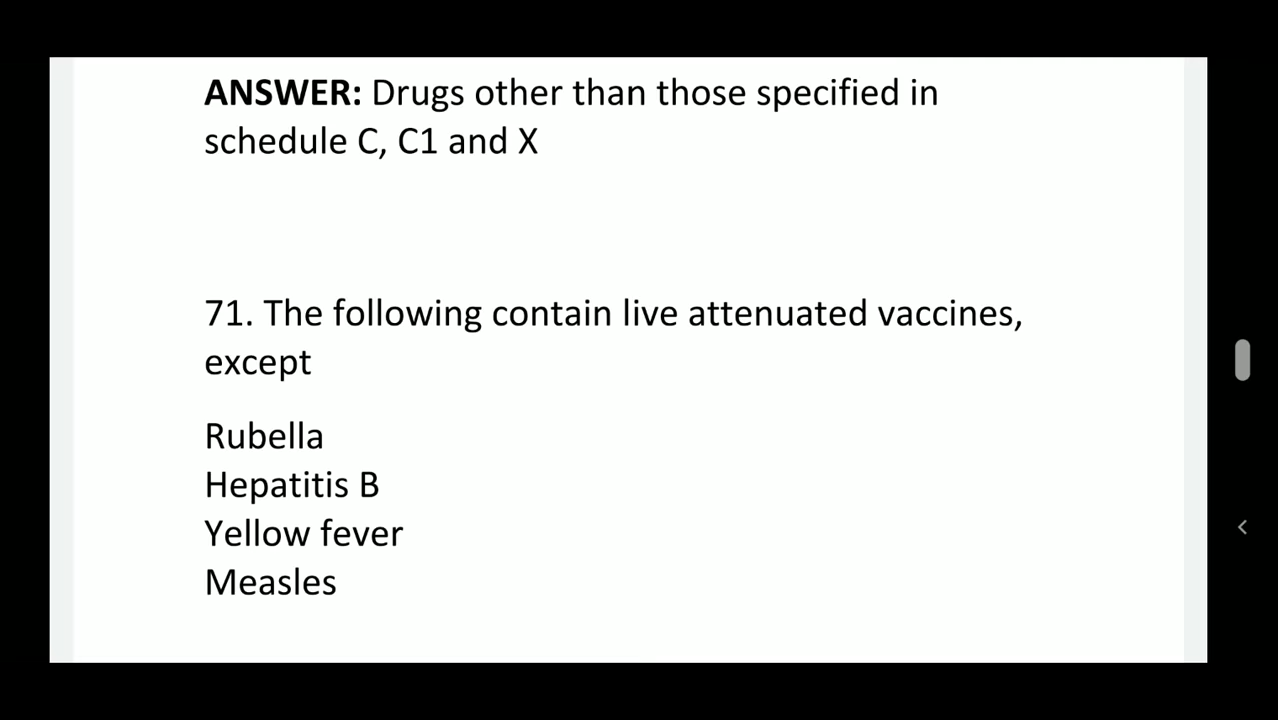 ANSWER: Drugs other than those specified in
schedule C, C1 and X
71. The following contain live attenuated vaccines,
except
Rubella
Hepatitis B
Yellow fever
Measles